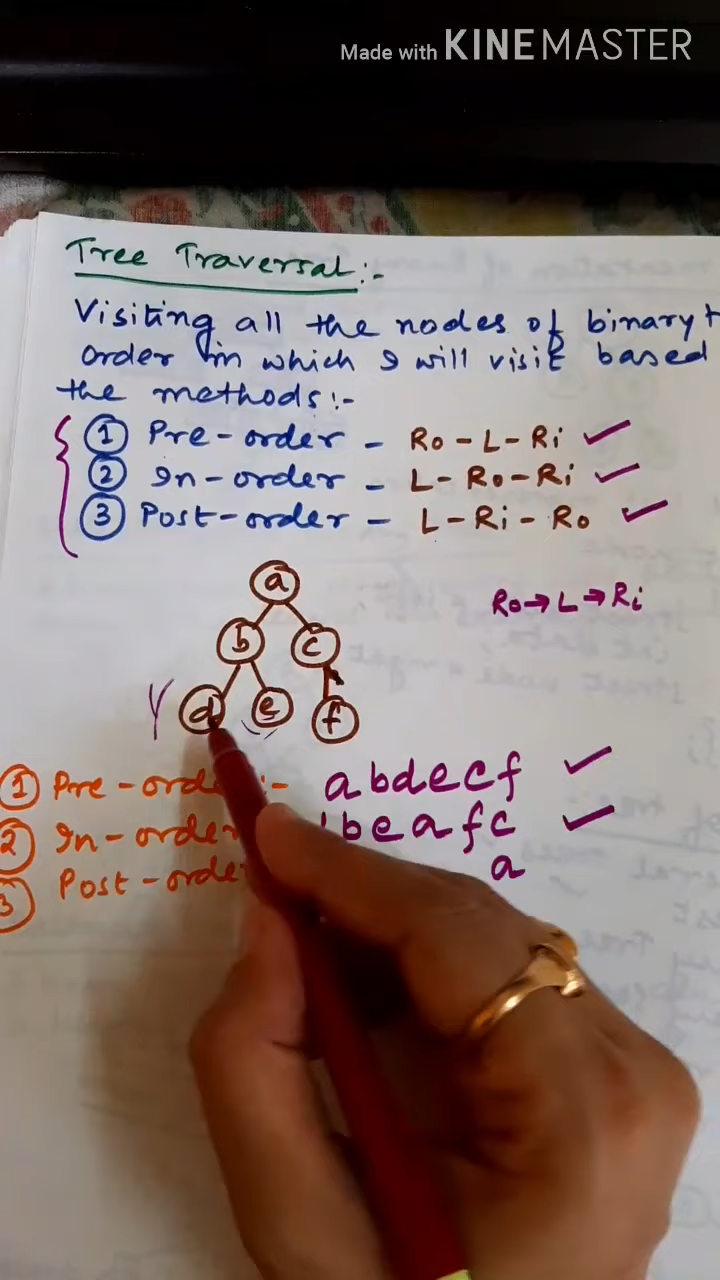 Made with KINEMASTER
Tree Traversal:-
Visiting all the nodes of binary
order in which I will visit based
the methods:-
① Pre-order - Ro-L-Ri ✓
② In-order - L-Ro-Ri ✓
③ Post-order - L-Ri-Ro ✓
a
Ro→L→Ri
b c
d e f
① Pre-order:- abdecf ✓
② In-order beafc ✓
③ Post-order a